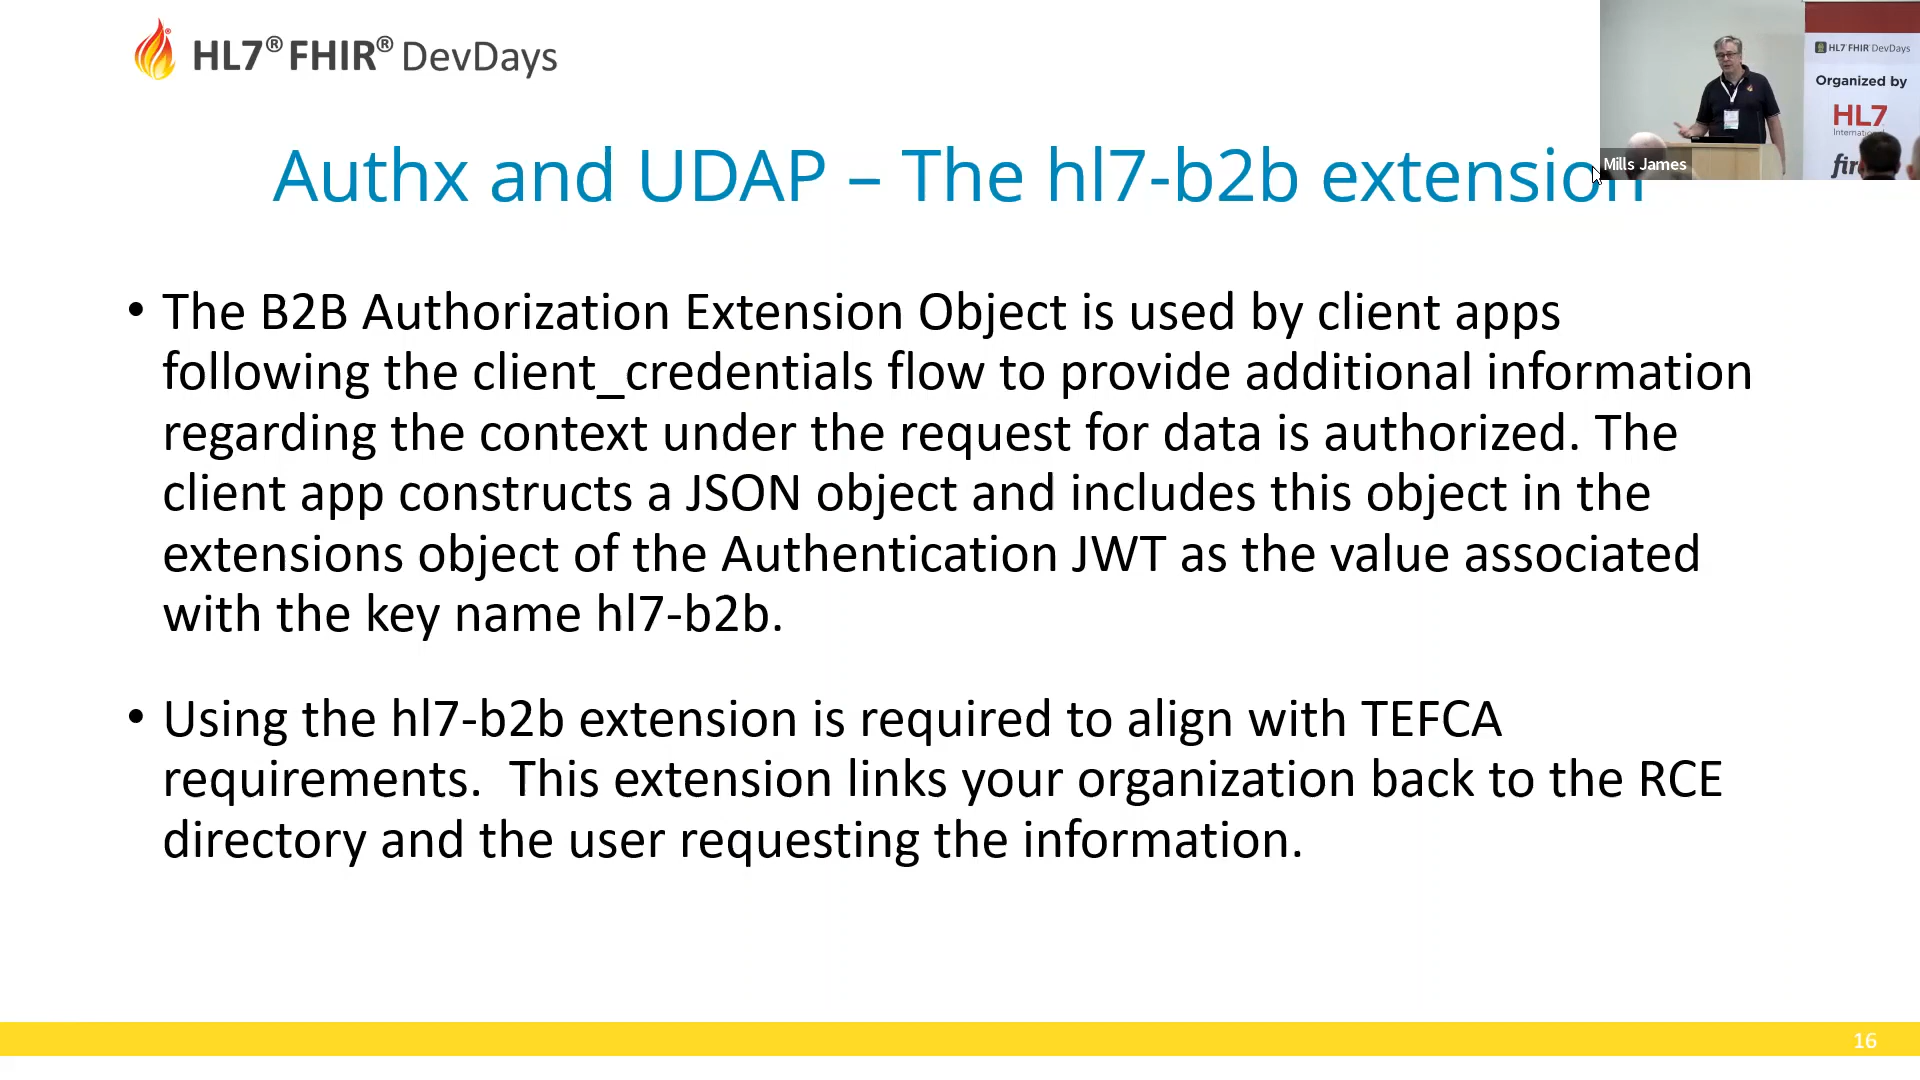 HL7® FHIR® DevDays
HL7 FHIR DevDays
Organized by
HL7
International
fir
Mills James
Authx and UDAP – The hl7-b2b extension
• The B2B Authorization Extension Object is used by client apps
following the client_credentials flow to provide additional information
regarding the context under the request for data is authorized. The
client app constructs a JSON object and includes this object in the
extensions object of the Authentication JWT as the value associated
with the key name hl7-b2b.
• Using the hl7-b2b extension is required to align with TEFCA
requirements.  This extension links your organization back to the RCE
directory and the user requesting the information.
16